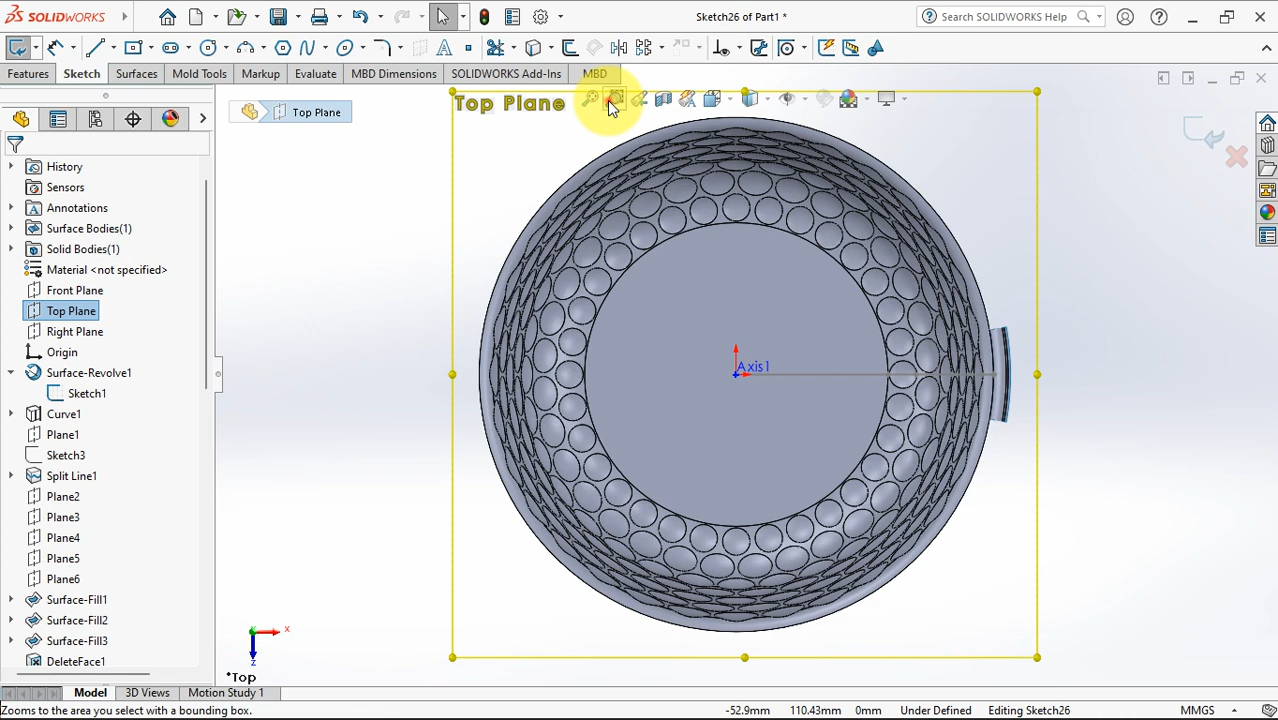 SOLIDWORKS
Sketch26 of Part1 *
Search SOLIDWORKS Help
Features
Sketch
Surfaces
Mold Tools
Markup
Evaluate
MBD Dimensions
SOLIDWORKS Add-Ins
MBD
Top Plane
Top Plane
History
Sensors
Annotations
Surface Bodies(1)
Solid Bodies(1)
Material <not specified>
Front Plane
Top Plane
Right Plane
Origin
Surface-Revolve1
Sketch1
Curve1
Plane1
Sketch3
Split Line1
Plane2
Plane3
Plane4
Plane5
Plane6
Surface-Fill1
Surface-Fill2
Surface-Fill3
DeleteFace1
Axis1
x
z
*Top
Model
3D Views
Motion Study 1
Zooms to the area you select with a bounding box.
-52.9mm
110.43mm
0mm
Under Defined
Editing Sketch26
MMGS